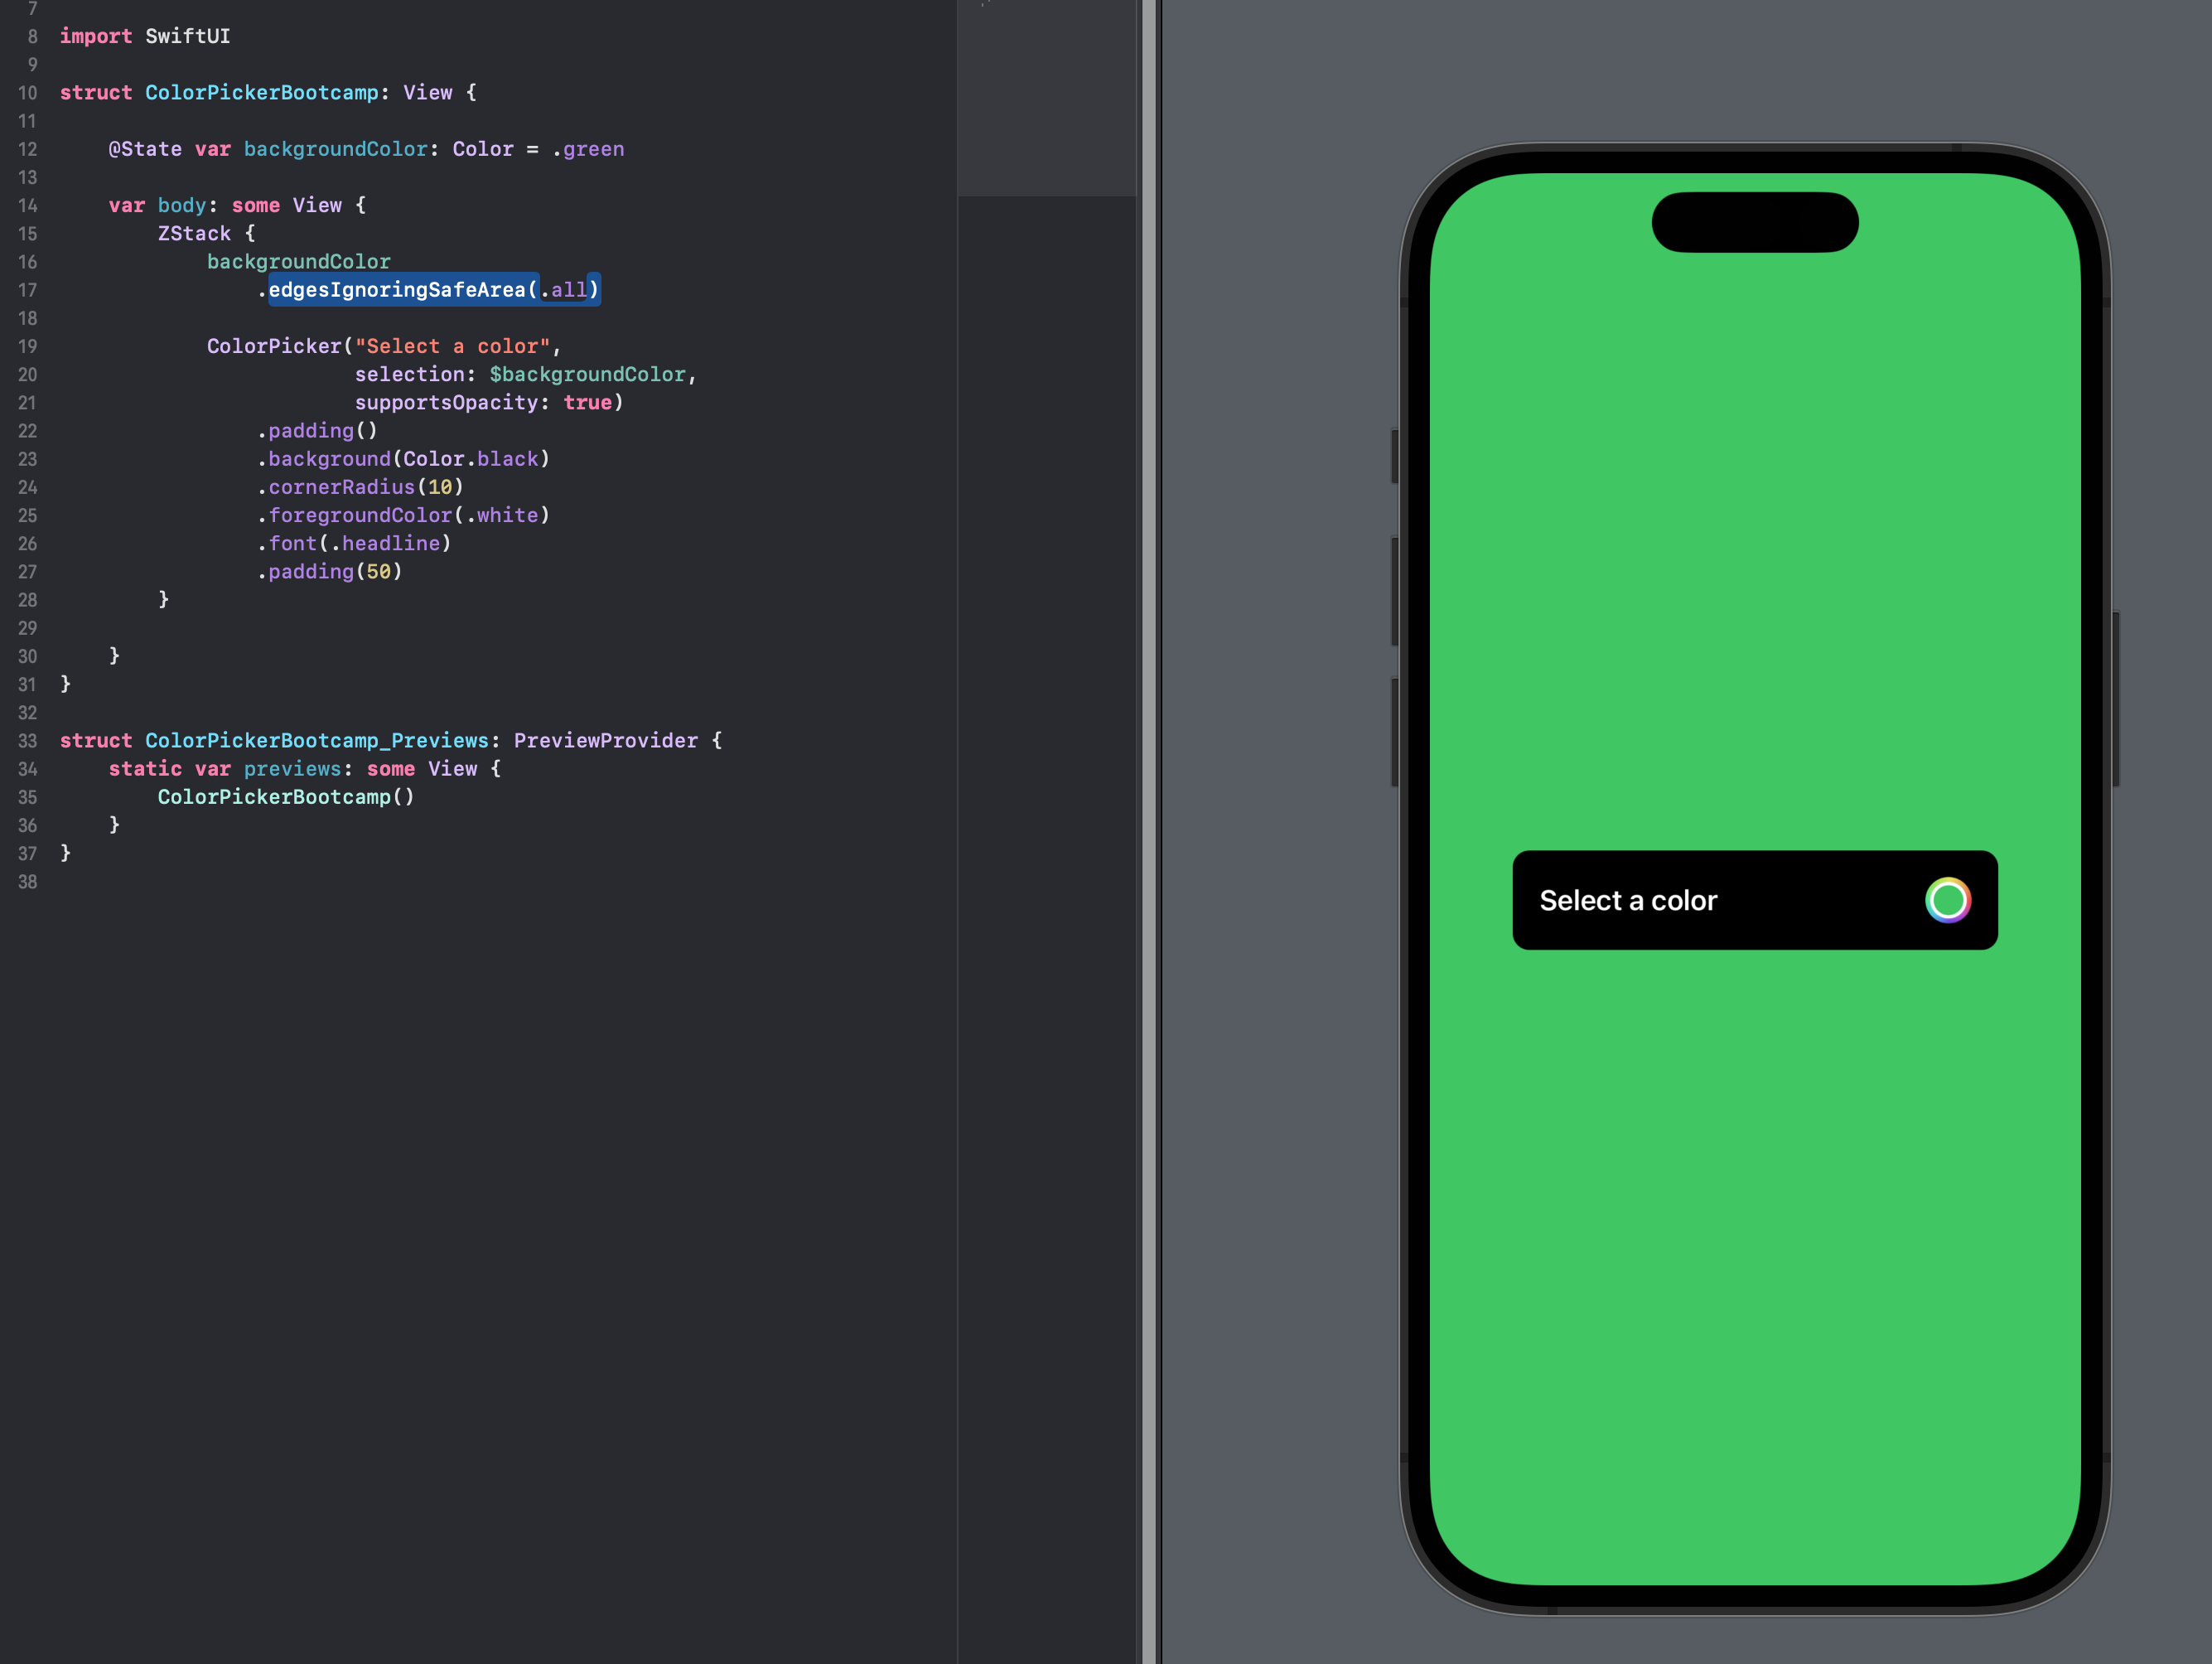 7
8 import SwiftUI
9
10 struct ColorPickerBootcamp: View {
11
12     @State var backgroundColor: Color = .green
13
14     var body: some View {
15         ZStack {
16             backgroundColor
17                 .edgesIgnoringSafeArea(.all)
18
19             ColorPicker("Select a color",
20                         selection: $backgroundColor,
21                         supportsOpacity: true)
22                 .padding()
23                 .background(Color.black)
24                 .cornerRadius(10)
25                 .foregroundColor(.white)
26                 .font(.headline)
27                 .padding(50)
28         }
29
30     }
31 }
32
33 struct ColorPickerBootcamp_Previews: PreviewProvider {
34     static var previews: some View {
35         ColorPickerBootcamp()
36     }
37 }
38
Select a color